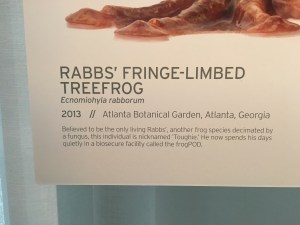 RABBS' FRINGE-LIMBED
TREEFROG
Ecnomiohyla rabborum
2013 // Atlanta Botanical Garden, Atlanta, Georgia
Believed to be the only living Rabbs', another frog species decimated by
a fungus, this individual is nicknamed 'Toughie.' He now spends his days
quietly in a biosecure facility called the frogPOD.